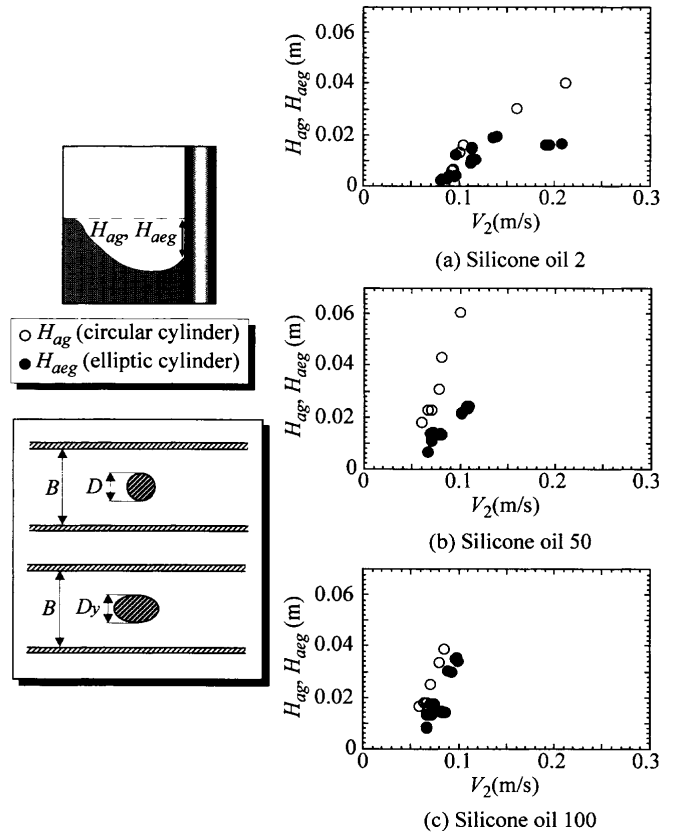 H_ag, H_aeg
H_ag (circular cylinder)
H_aeg (elliptic cylinder)
B
D
B
Dy
H_ag, H_aeg (m)
0.06
0.04
0.02
0
0.1
0.2
0.3
V_2(m/s)
(a) Silicone oil 2
H_ag, H_aeg (m)
0.06
0.04
0.02
0
0.1
0.2
0.3
V_2(m/s)
(b) Silicone oil 50
H_ag, H_aeg (m)
0.06
0.04
0.02
0
0.1
0.2
0.3
V_2(m/s)
(c) Silicone oil 100